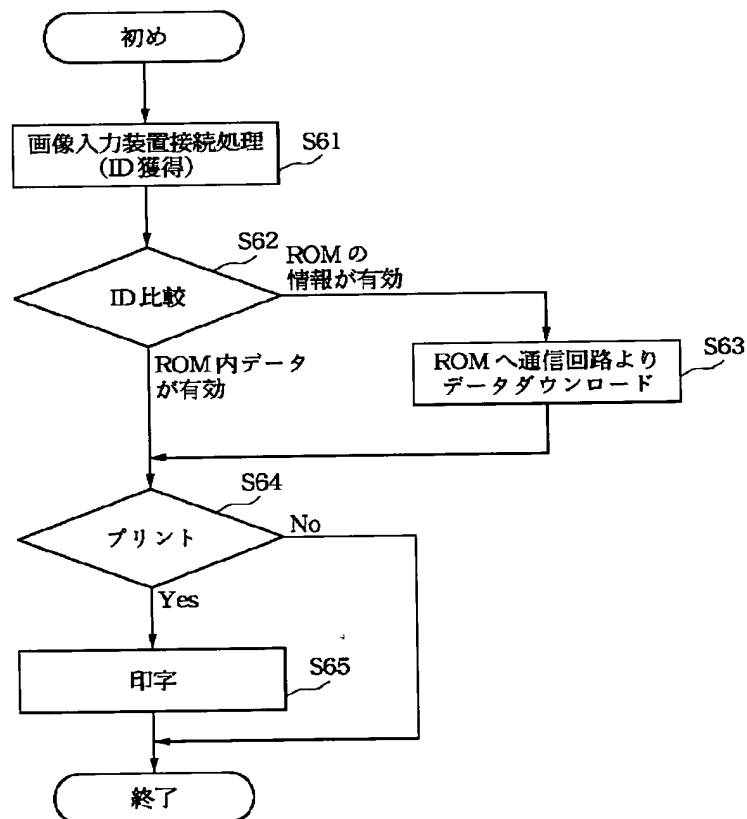 初め
画像入力装置接続処理
(ID獲得)
S61
S62
ID比較
ROMの
情報が有効
ROM内データ
が有効
S63
ROMへ通信回路より
データダウンロード
S64
プリント
No
Yes
印字
S65
終了